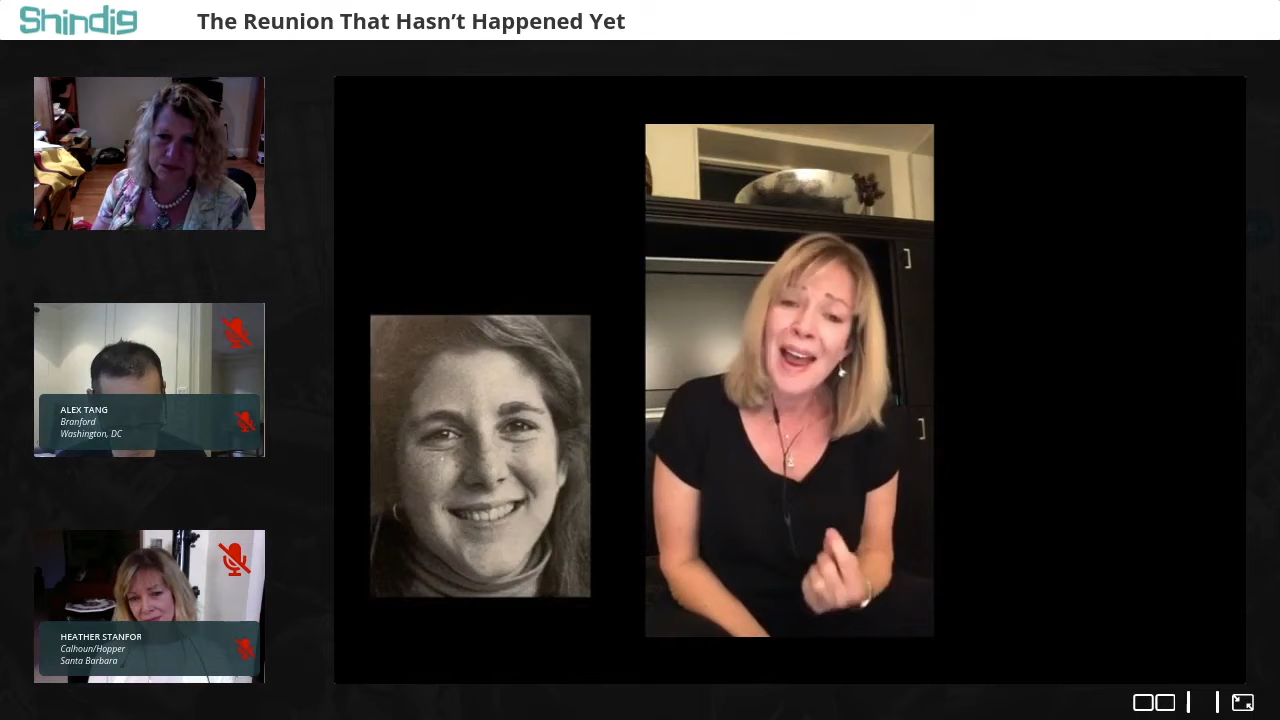 Shindig
The Reunion That Hasn’t Happened Yet
ALEX TANG
Branford
Washington, DC
HEATHER STANFOR
Calhoun/Hopper
Santa Barbara